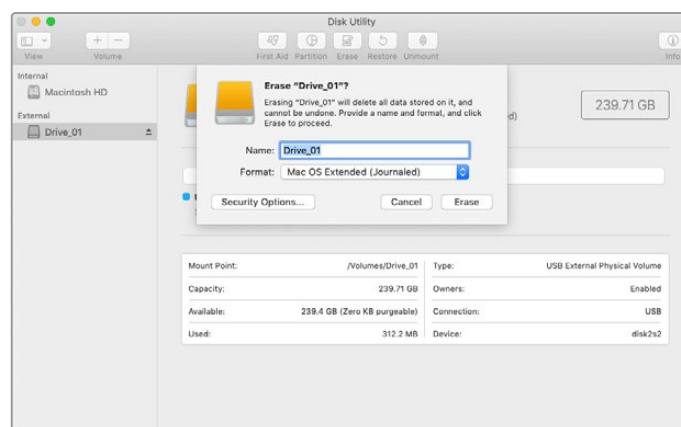 Disk Utility
View
Volume
First Aid Partition Erase Restore Unmount
Info
Internal
Macintosh HD
External
Drive_01
Erase “Drive_01”?
Erasing “Drive_01” will delete all data stored on it, and
cannot be undone. Provide a name and format, and click
Erase to proceed.
Name: Drive_01
Format: Mac OS Extended (Journaled)
Security Options... Cancel Erase
239.71 GB
Mount Point: /Volumes/Drive_01 Type: USB External Physical Volume
Capacity: 239.71 GB Owners: Enabled
Available: 239.4 GB (Zero KB purgeable) Connection: USB
Used: 312.2 MB Device: disk2s2